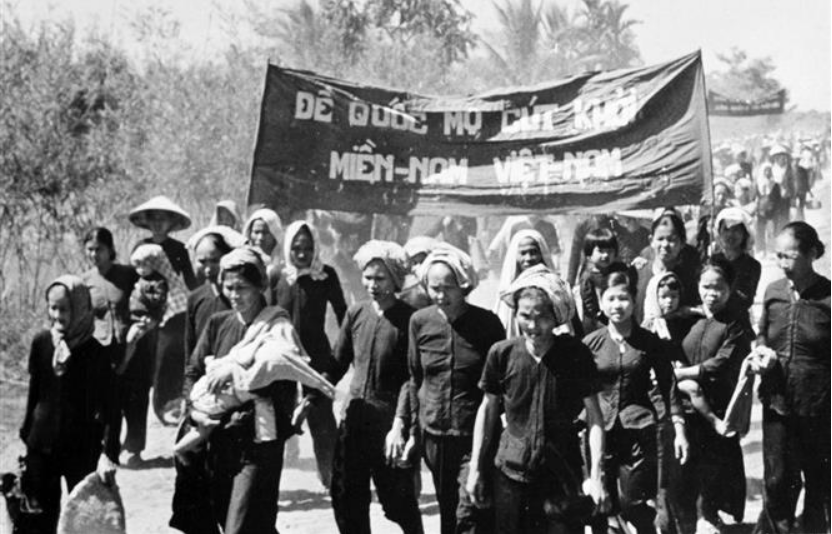 ĐẾ QUỐC MỸ CÚT KHỎI
MIỀN-NAM VIỆT-NAM